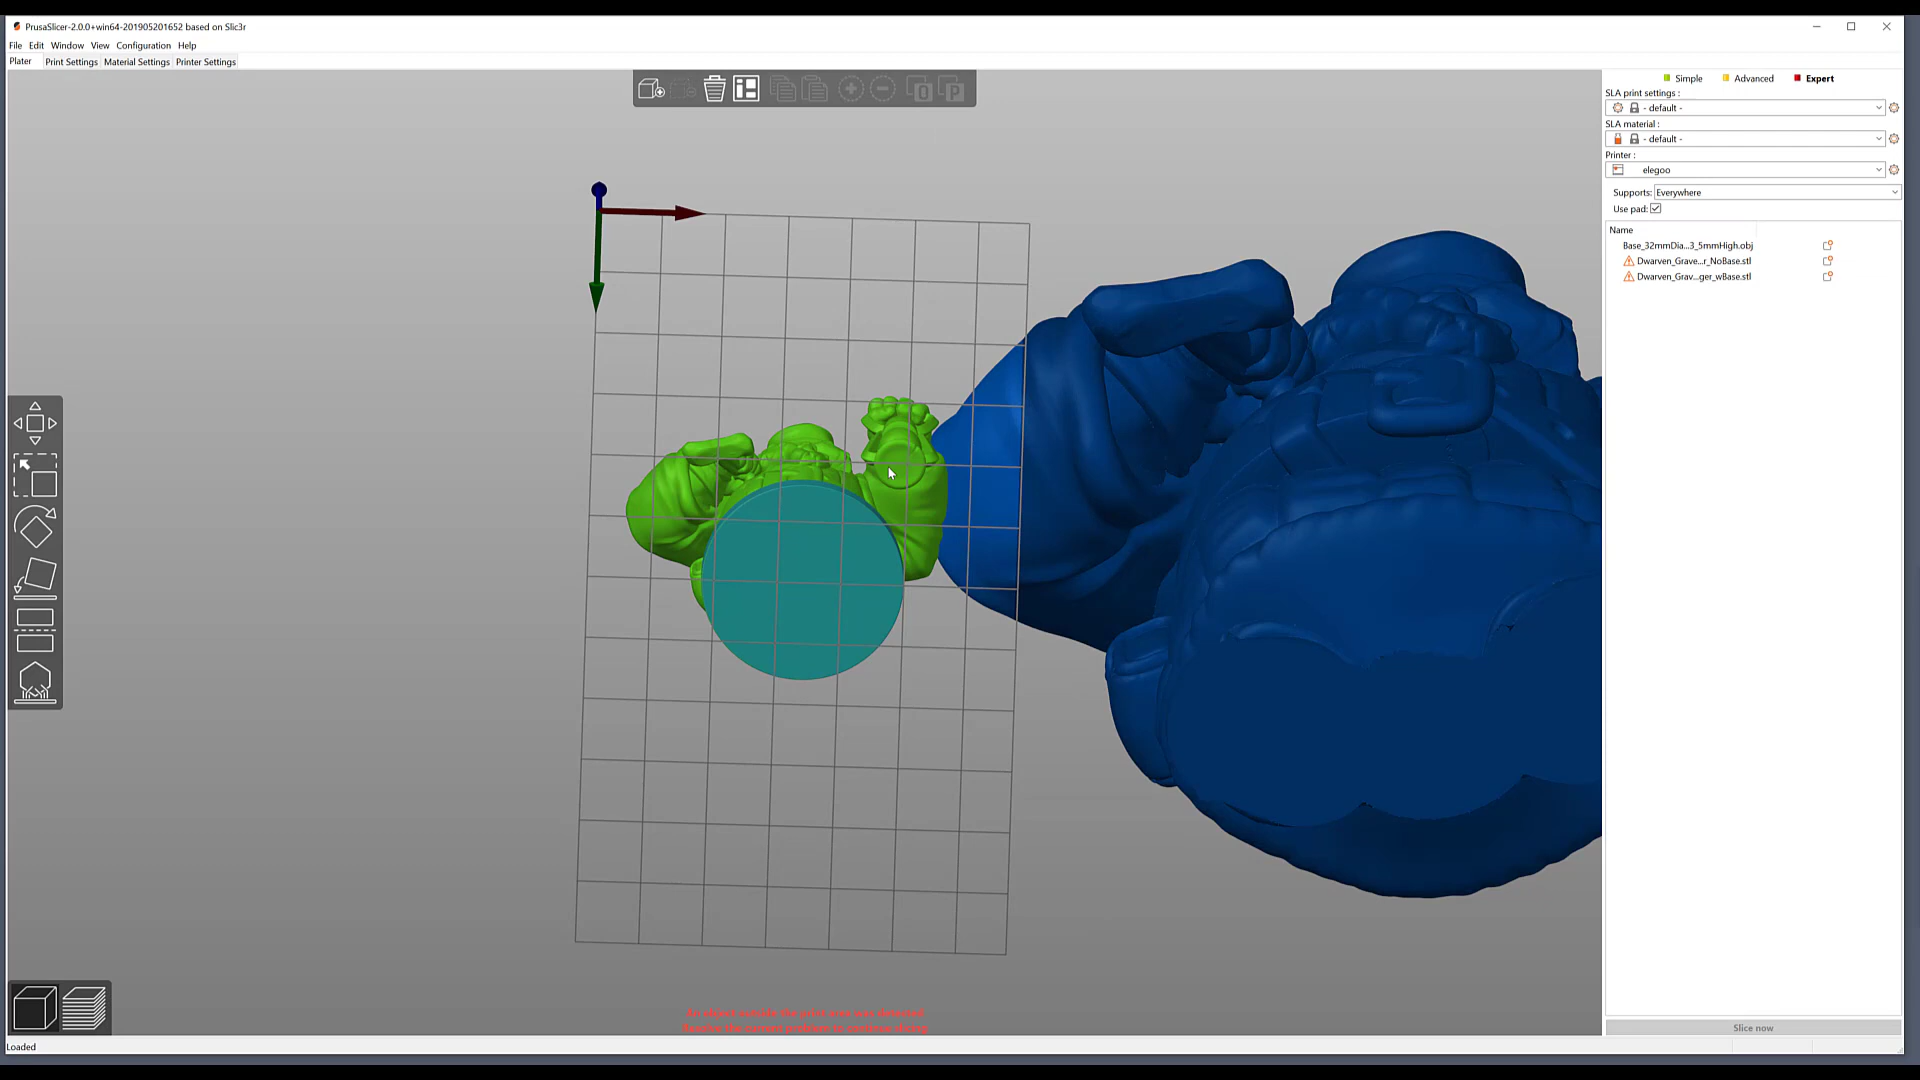 PrusaSlicer-2.0.0+win64-201905201652 based on Slic3r
File Edit Window View Configuration Help
Plater Print Settings Material Settings Printer Settings
Simple Advanced Expert
SLA print settings :
- default -
SLA material :
- default -
Printer :
elegoo
Supports: Everywhere
Use pad:
Name
Base_32mmDia...3_5mmHigh.obj
Dwarven_Grave...r_NoBase.stl
Dwarven_Grav...ger_wBase.stl
An object outside the print area was detected
Resolve the current problem to continue slicing
Slice now
Loaded